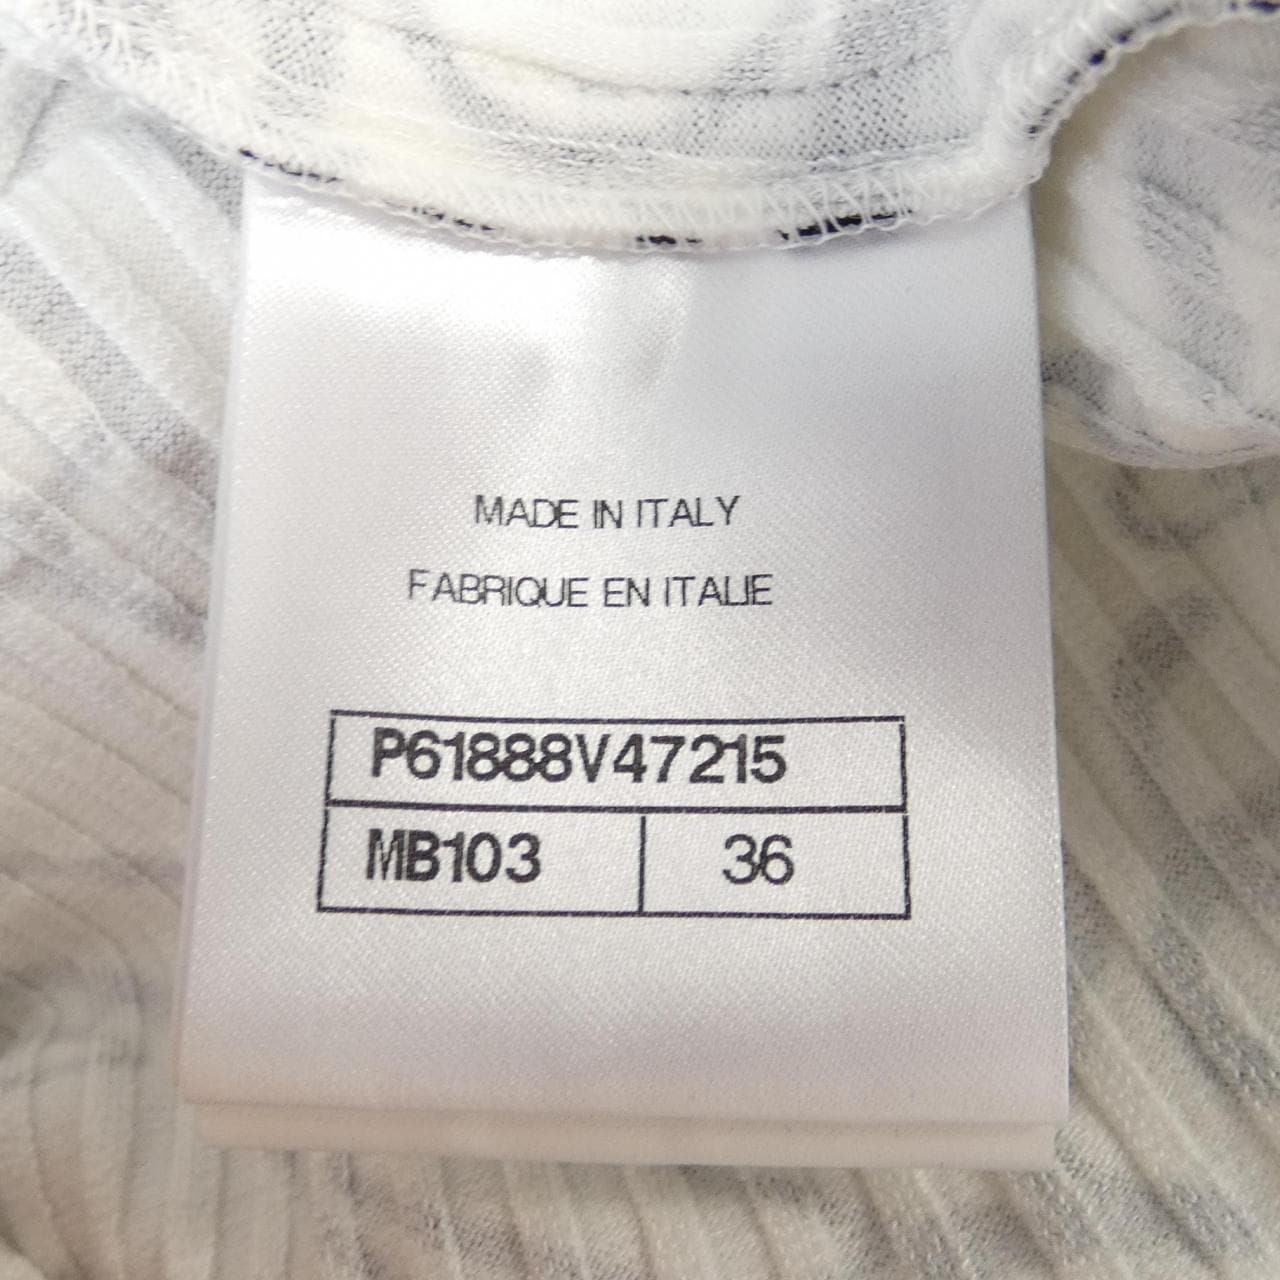 MADE IN ITALY
FABRIQUE EN ITALIE
P61888V47215
MB103 36